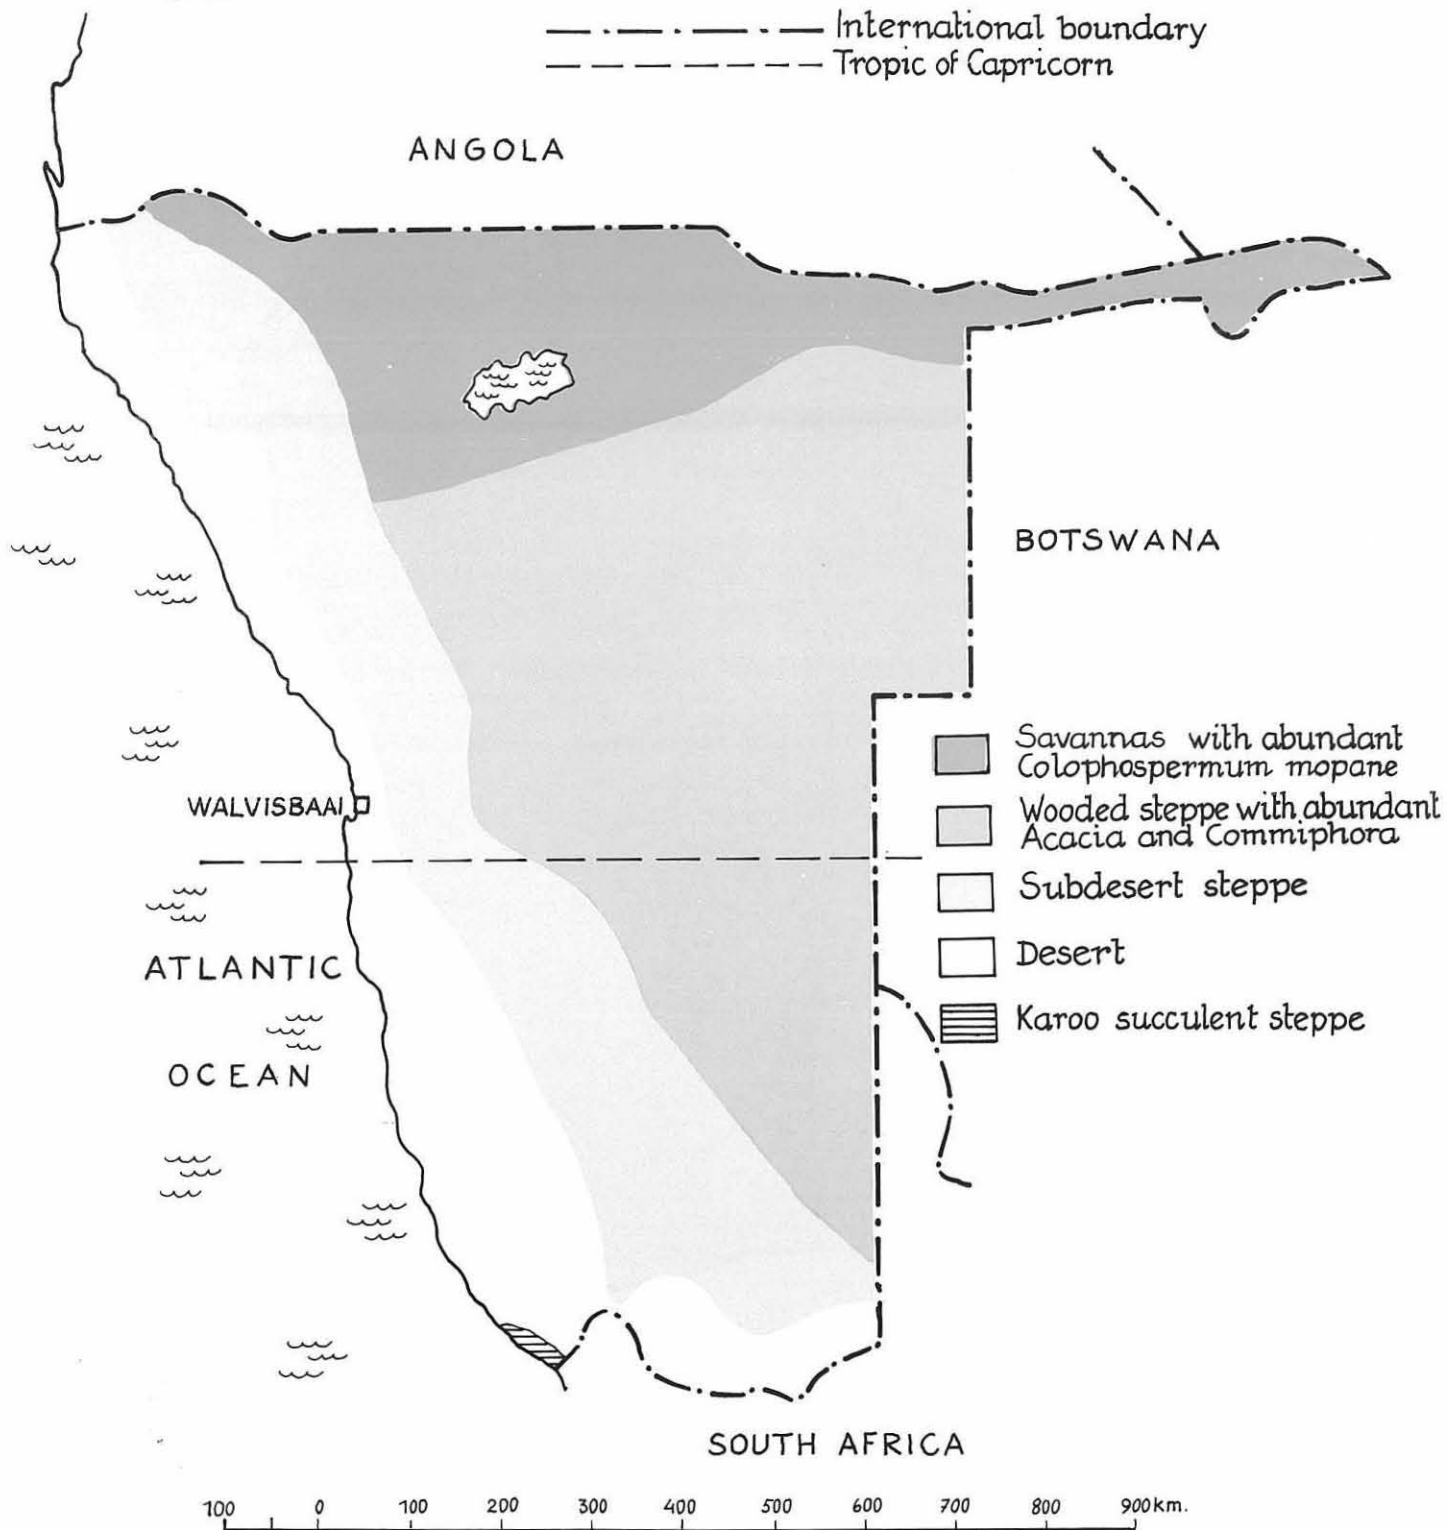 International boundary
Tropic of Capricorn
ANGOLA
BOTSWANA
Savannas with abundant
Colophospermum mopane
WALVISBAAI
Wooded steppe with abundant
Acacia and Commiphora
Subdesert steppe
ATLANTIC
Desert
Karoo succulent steppe
OCEAN
SOUTH AFRICA
100 0 100 200 300 400 500 600 700 800 900 km.